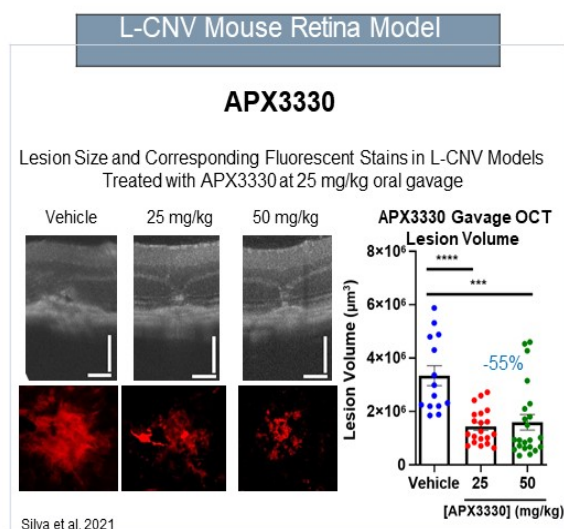 L-CNV Mouse Retina Model
APX3330
Lesion Size and Corresponding Fluorescent Stains in L-CNV Models
Treated with APX3330 at 25 mg/kg oral gavage
Vehicle 25 mg/kg 50 mg/kg
APX3330 Gavage OCT
Lesion Volume
Lesion Volume (µm³)
8×10⁶
6×10⁶
4×10⁶
2×10⁶
0
****
***
-55%
Vehicle 25 50
[APX3330] (mg/kg)
Silva et al. 2021